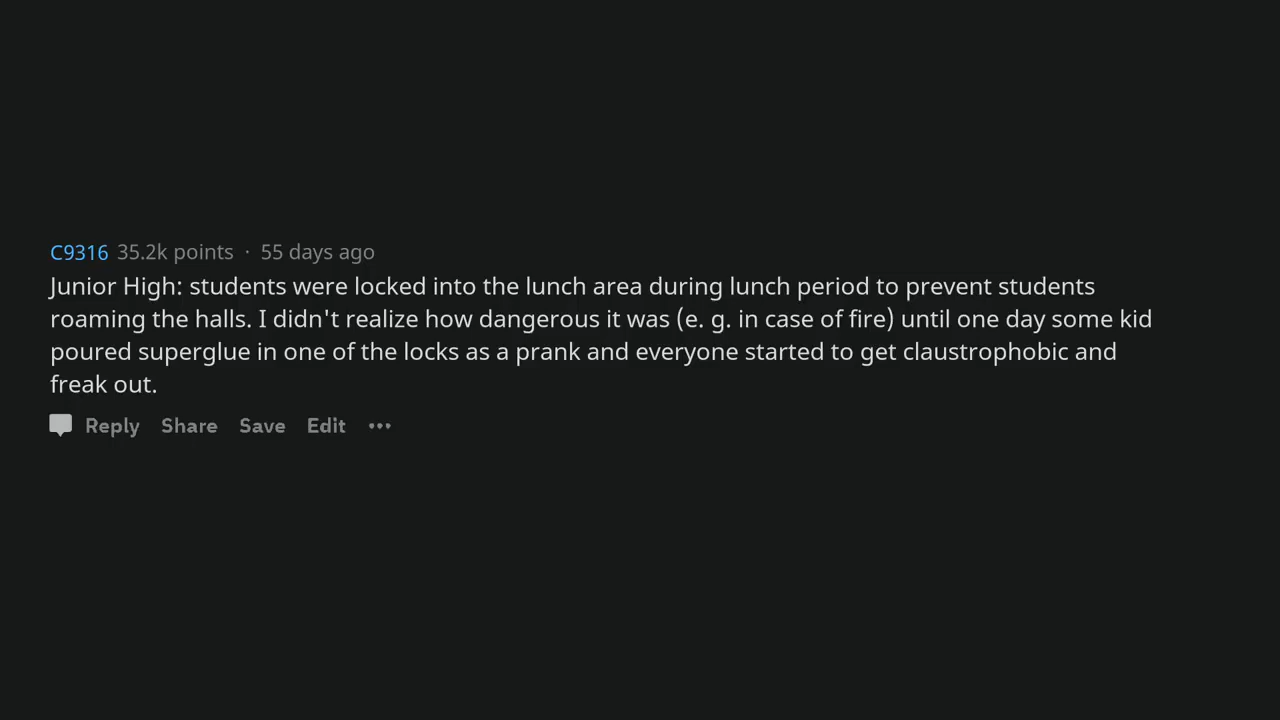 C9316 35.2k points · 55 days ago
Junior High: students were locked into the lunch area during lunch period to prevent students
roaming the halls. I didn't realize how dangerous it was (e. g. in case of fire) until one day some kid
poured superglue in one of the locks as a prank and everyone started to get claustrophobic and
freak out.
Reply Share Save Edit •••